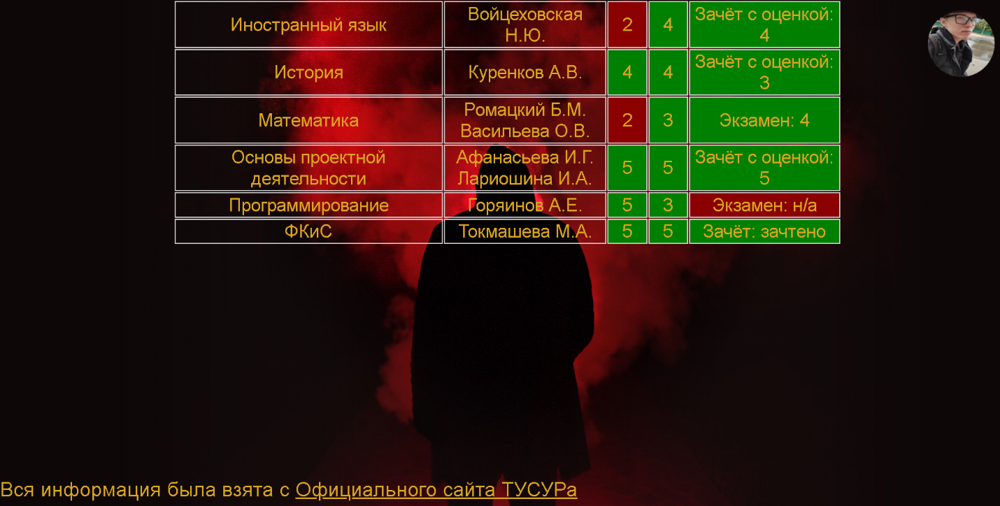 Иностранный язык Войцеховская Н.Ю. 2 4 Зачёт с оценкой: 4
История Куренков А.В. 4 4 Зачёт с оценкой: 3
Математика Ромацкий Б.М. Васильева О.В. 2 3 Экзамен: 4
Основы проектной деятельности Афанасьева И.Г. Лариошина И.А. 5 5 Зачёт с оценкой: 5
Программирование Горяинов А.Е. 5 3 Экзамен: н/а
ФКиС Токмашева М.А. 5 5 Зачёт: зачтено
Вся информация была взята с Официального сайта ТУСУРа